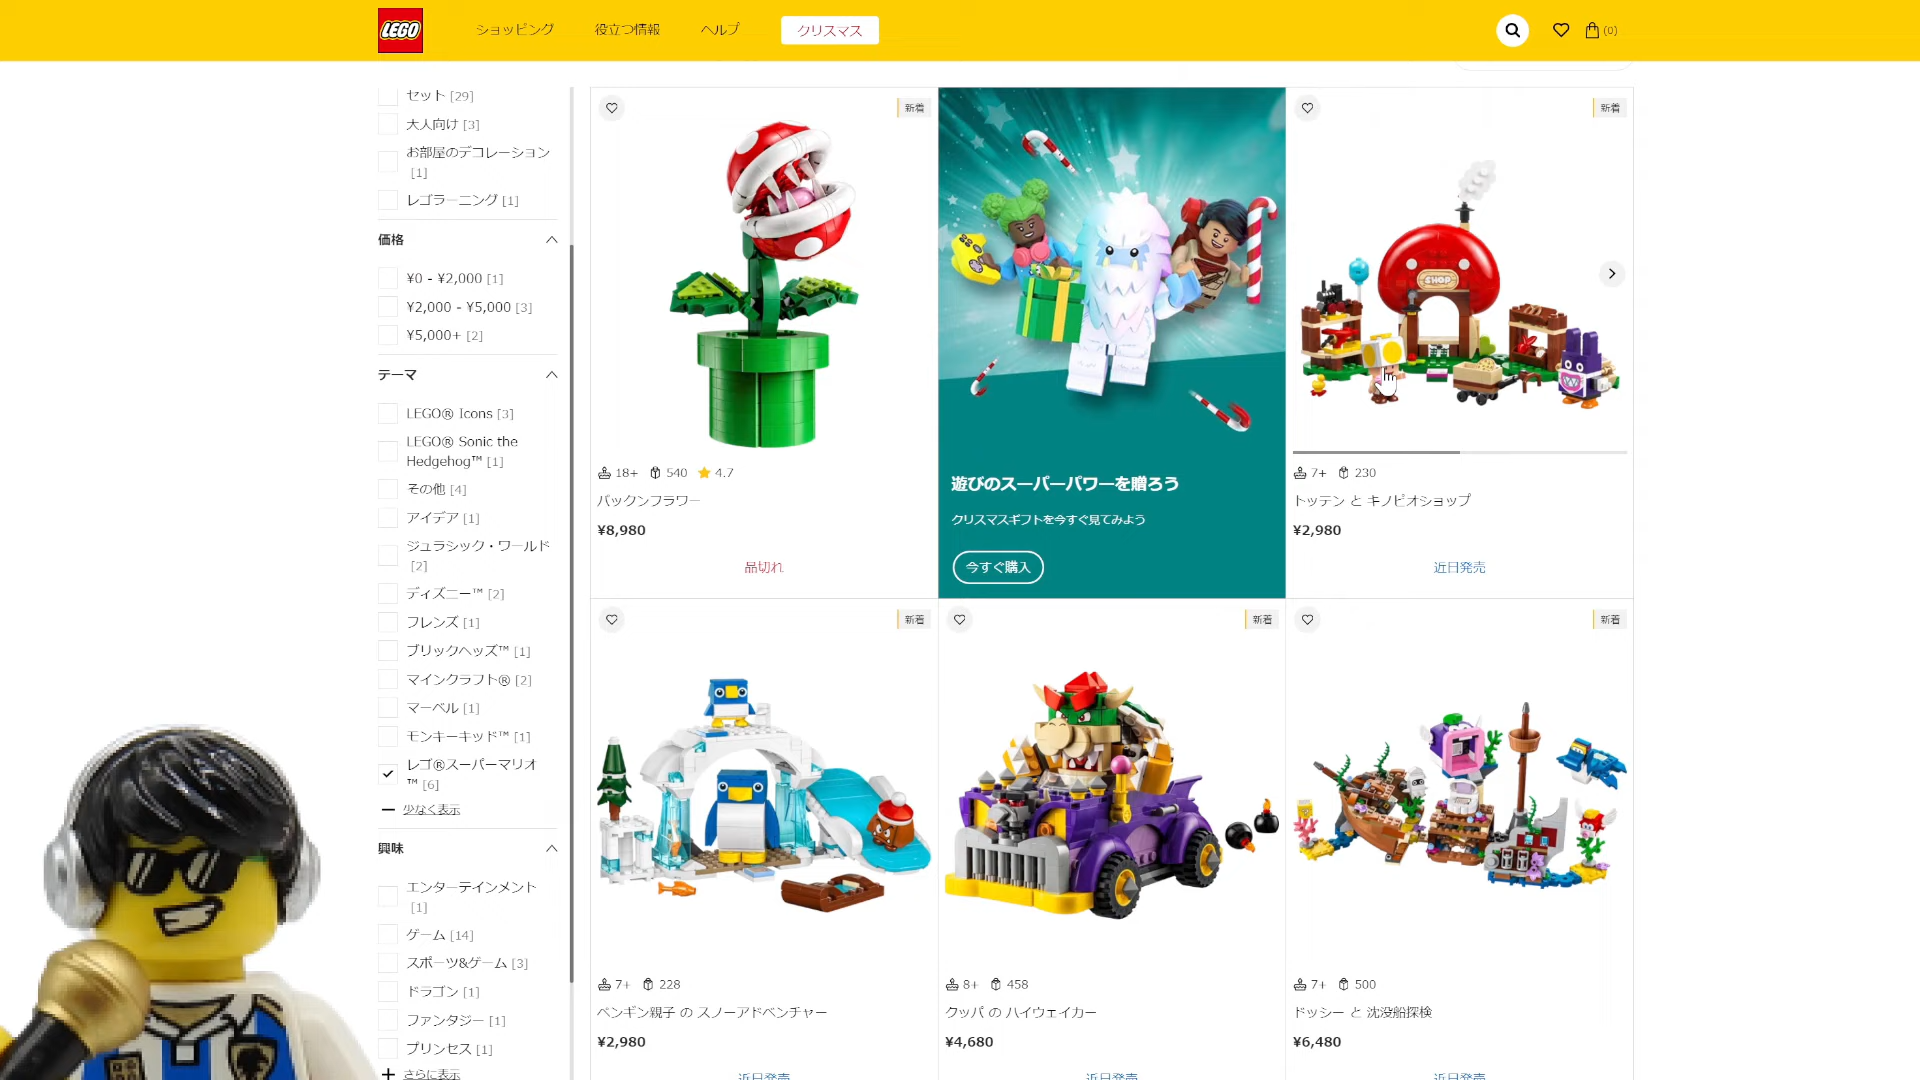 LEGO
ショッピング
役立つ情報
ヘルプ
クリスマス
(0)
セット [29]
大人向け [3]
お部屋のデコレーション
[1]
レゴラーニング [1]
価格
¥0 - ¥2,000 [1]
¥2,000 - ¥5,000 [3]
¥5,000+ [2]
テーマ
LEGO® Icons [3]
LEGO® Sonic the
Hedgehog™ [1]
その他 [4]
アイデア [1]
ジュラシック・ワールド
[2]
ディズニー™ [2]
フレンズ [1]
ブリックヘッズ™ [1]
マインクラフト® [2]
マーベル [1]
モンキーキッド™ [1]
レゴ®スーパーマリオ
™ [6]
少なく表示
興味
エンターテインメント
[1]
ゲーム [14]
スポーツ&ゲーム [3]
ドラゴン [1]
ファンタジー [1]
プリンセス [1]
さらに表示
新着
18+ 540 4.7
パックンフラワー
¥8,980
品切れ
遊びのスーパーパワーを贈ろう
クリスマスギフトを今すぐ見てみよう
今すぐ購入
新着
SHOP
7+ 230
トッテン と キノピオショップ
¥2,980
近日発売
新着
7+ 228
ペンギン親子 の スノーアドベンチャー
¥2,980
近日発売
新着
8+ 458
クッパ の ハイウェイカー
¥4,680
近日発売
新着
7+ 500
ドッシー と 沈没船探検
¥6,480
近日発売